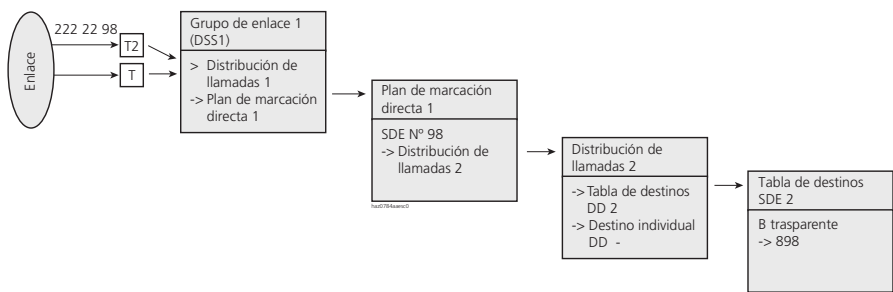 Enlace
222 22 98
T2
T
Grupo de enlace 1
(DSS1)
> Distribución de
llamadas 1
-> Plan de marcación
directa 1
Plan de marcación
directa 1
SDE Nº 98
-> Distribución de
llamadas 2
haz0784aaesc0
Distribución de
llamadas 2
-> Tabla de destinos
DD 2
-> Destino individual
DD -
Tabla de destinos
SDE 2
B trasparente
-> 898